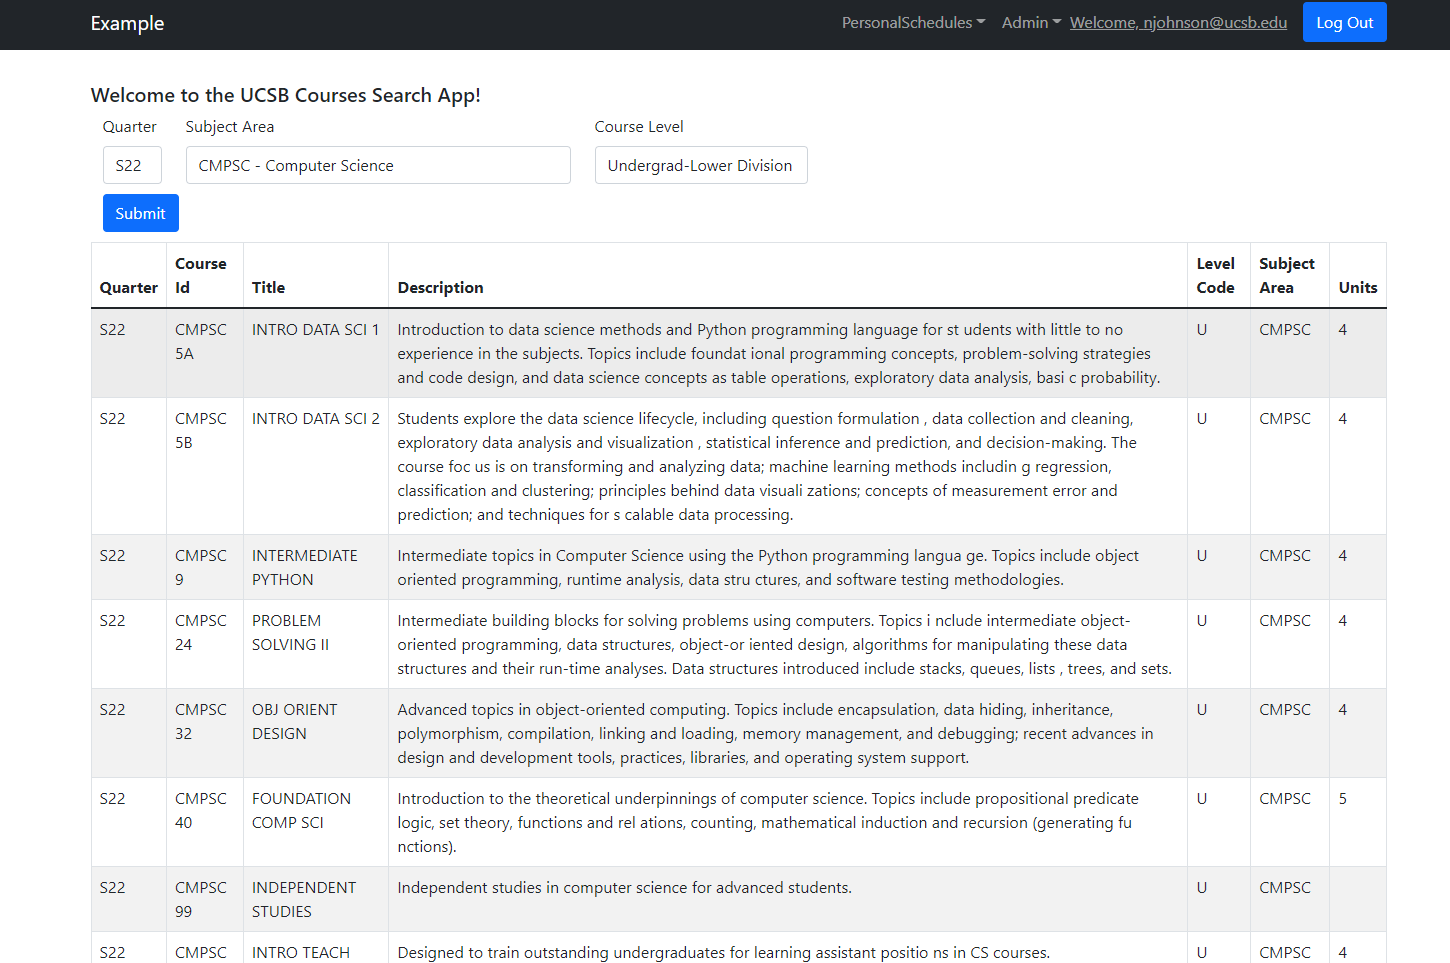 Example PersonalSchedules Admin Welcome, njohnson@ucsb.edu Log Out
Welcome to the UCSB Courses Search App!
Quarter Subject Area Course Level
S22 CMPSC - Computer Science Undergrad-Lower Division
Submit
Quarter Course Id Title Description Level Code Subject Area Units
S22 CMPSC 5A INTRO DATA SCI 1 Introduction to data science methods and Python programming language for st udents with little to no
experience in the subjects. Topics include foundat ional programming concepts, problem-solving strategies
and code design, and data science concepts as table operations, exploratory data analysis, basi c probability. U CMPSC 4
S22 CMPSC 5B INTRO DATA SCI 2 Students explore the data science lifecycle, including question formulation , data collection and cleaning,
exploratory data analysis and visualization , statistical inference and prediction, and decision-making. The
course foc us is on transforming and analyzing data; machine learning methods includin g regression,
classification and clustering; principles behind data visuali zations; concepts of measurement error and
prediction; and techniques for s calable data processing. U CMPSC 4
S22 CMPSC 9 INTERMEDIATE PYTHON Intermediate topics in Computer Science using the Python programming langua ge. Topics include object
oriented programming, runtime analysis, data stru ctures, and software testing methodologies. U CMPSC 4
S22 CMPSC 24 PROBLEM SOLVING II Intermediate building blocks for solving problems using computers. Topics i nclude intermediate object-
oriented programming, data structures, object-or iented design, algorithms for manipulating these data
structures and their run-time analyses. Data structures introduced include stacks, queues, lists , trees, and sets. U CMPSC 4
S22 CMPSC 32 OBJ ORIENT DESIGN Advanced topics in object-oriented computing. Topics include encapsulation, data hiding, inheritance,
polymorphism, compilation, linking and loading, memory management, and debugging; recent advances in
design and development tools, practices, libraries, and operating system support. U CMPSC 4
S22 CMPSC 40 FOUNDATION COMP SCI Introduction to the theoretical underpinnings of computer science. Topics include propositional predicate
logic, set theory, functions and rel ations, counting, mathematical induction and recursion (generating fu
nctions). U CMPSC 5
S22 CMPSC 99 INDEPENDENT STUDIES Independent studies in computer science for advanced students. U CMPSC
S22 CMPSC INTRO TEACH Designed to train outstanding undergraduates for learning assistant positio ns in CS courses. U CMPSC 4